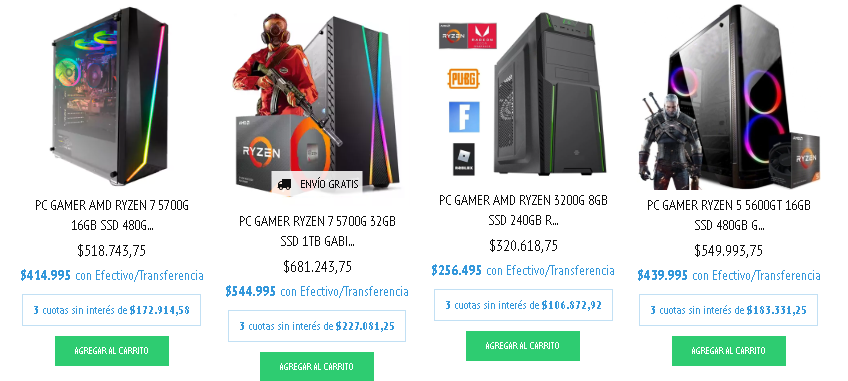 AMD
RYZEN
RADEON
PUBG
F
ROBLOX
RYZEN
ENVÍO GRATIS
PC GAMER AMD RYZEN 7 5700G
16GB SSD 480G...
$518.743,75
$414.995 con Efectivo/Transferencia
3 cuotas sin interés de $172.914,58
AGREGAR AL CARRITO
PC GAMER RYZEN 7 5700G 32GB
SSD 1TB GABI...
$681.243,75
$544.995 con Efectivo/Transferencia
3 cuotas sin interés de $227.081,25
AGREGAR AL CARRITO
PC GAMER AMD RYZEN 3200G 8GB
SSD 240GB R...
$320.618,75
$256.495 con Efectivo/Transferencia
3 cuotas sin interés de $106.872,92
AGREGAR AL CARRITO
PC GAMER RYZEN 5 5600GT 16GB
SSD 480GB G...
$549.993,75
$439.995 con Efectivo/Transferencia
3 cuotas sin interés de $183.331,25
AGREGAR AL CARRITO